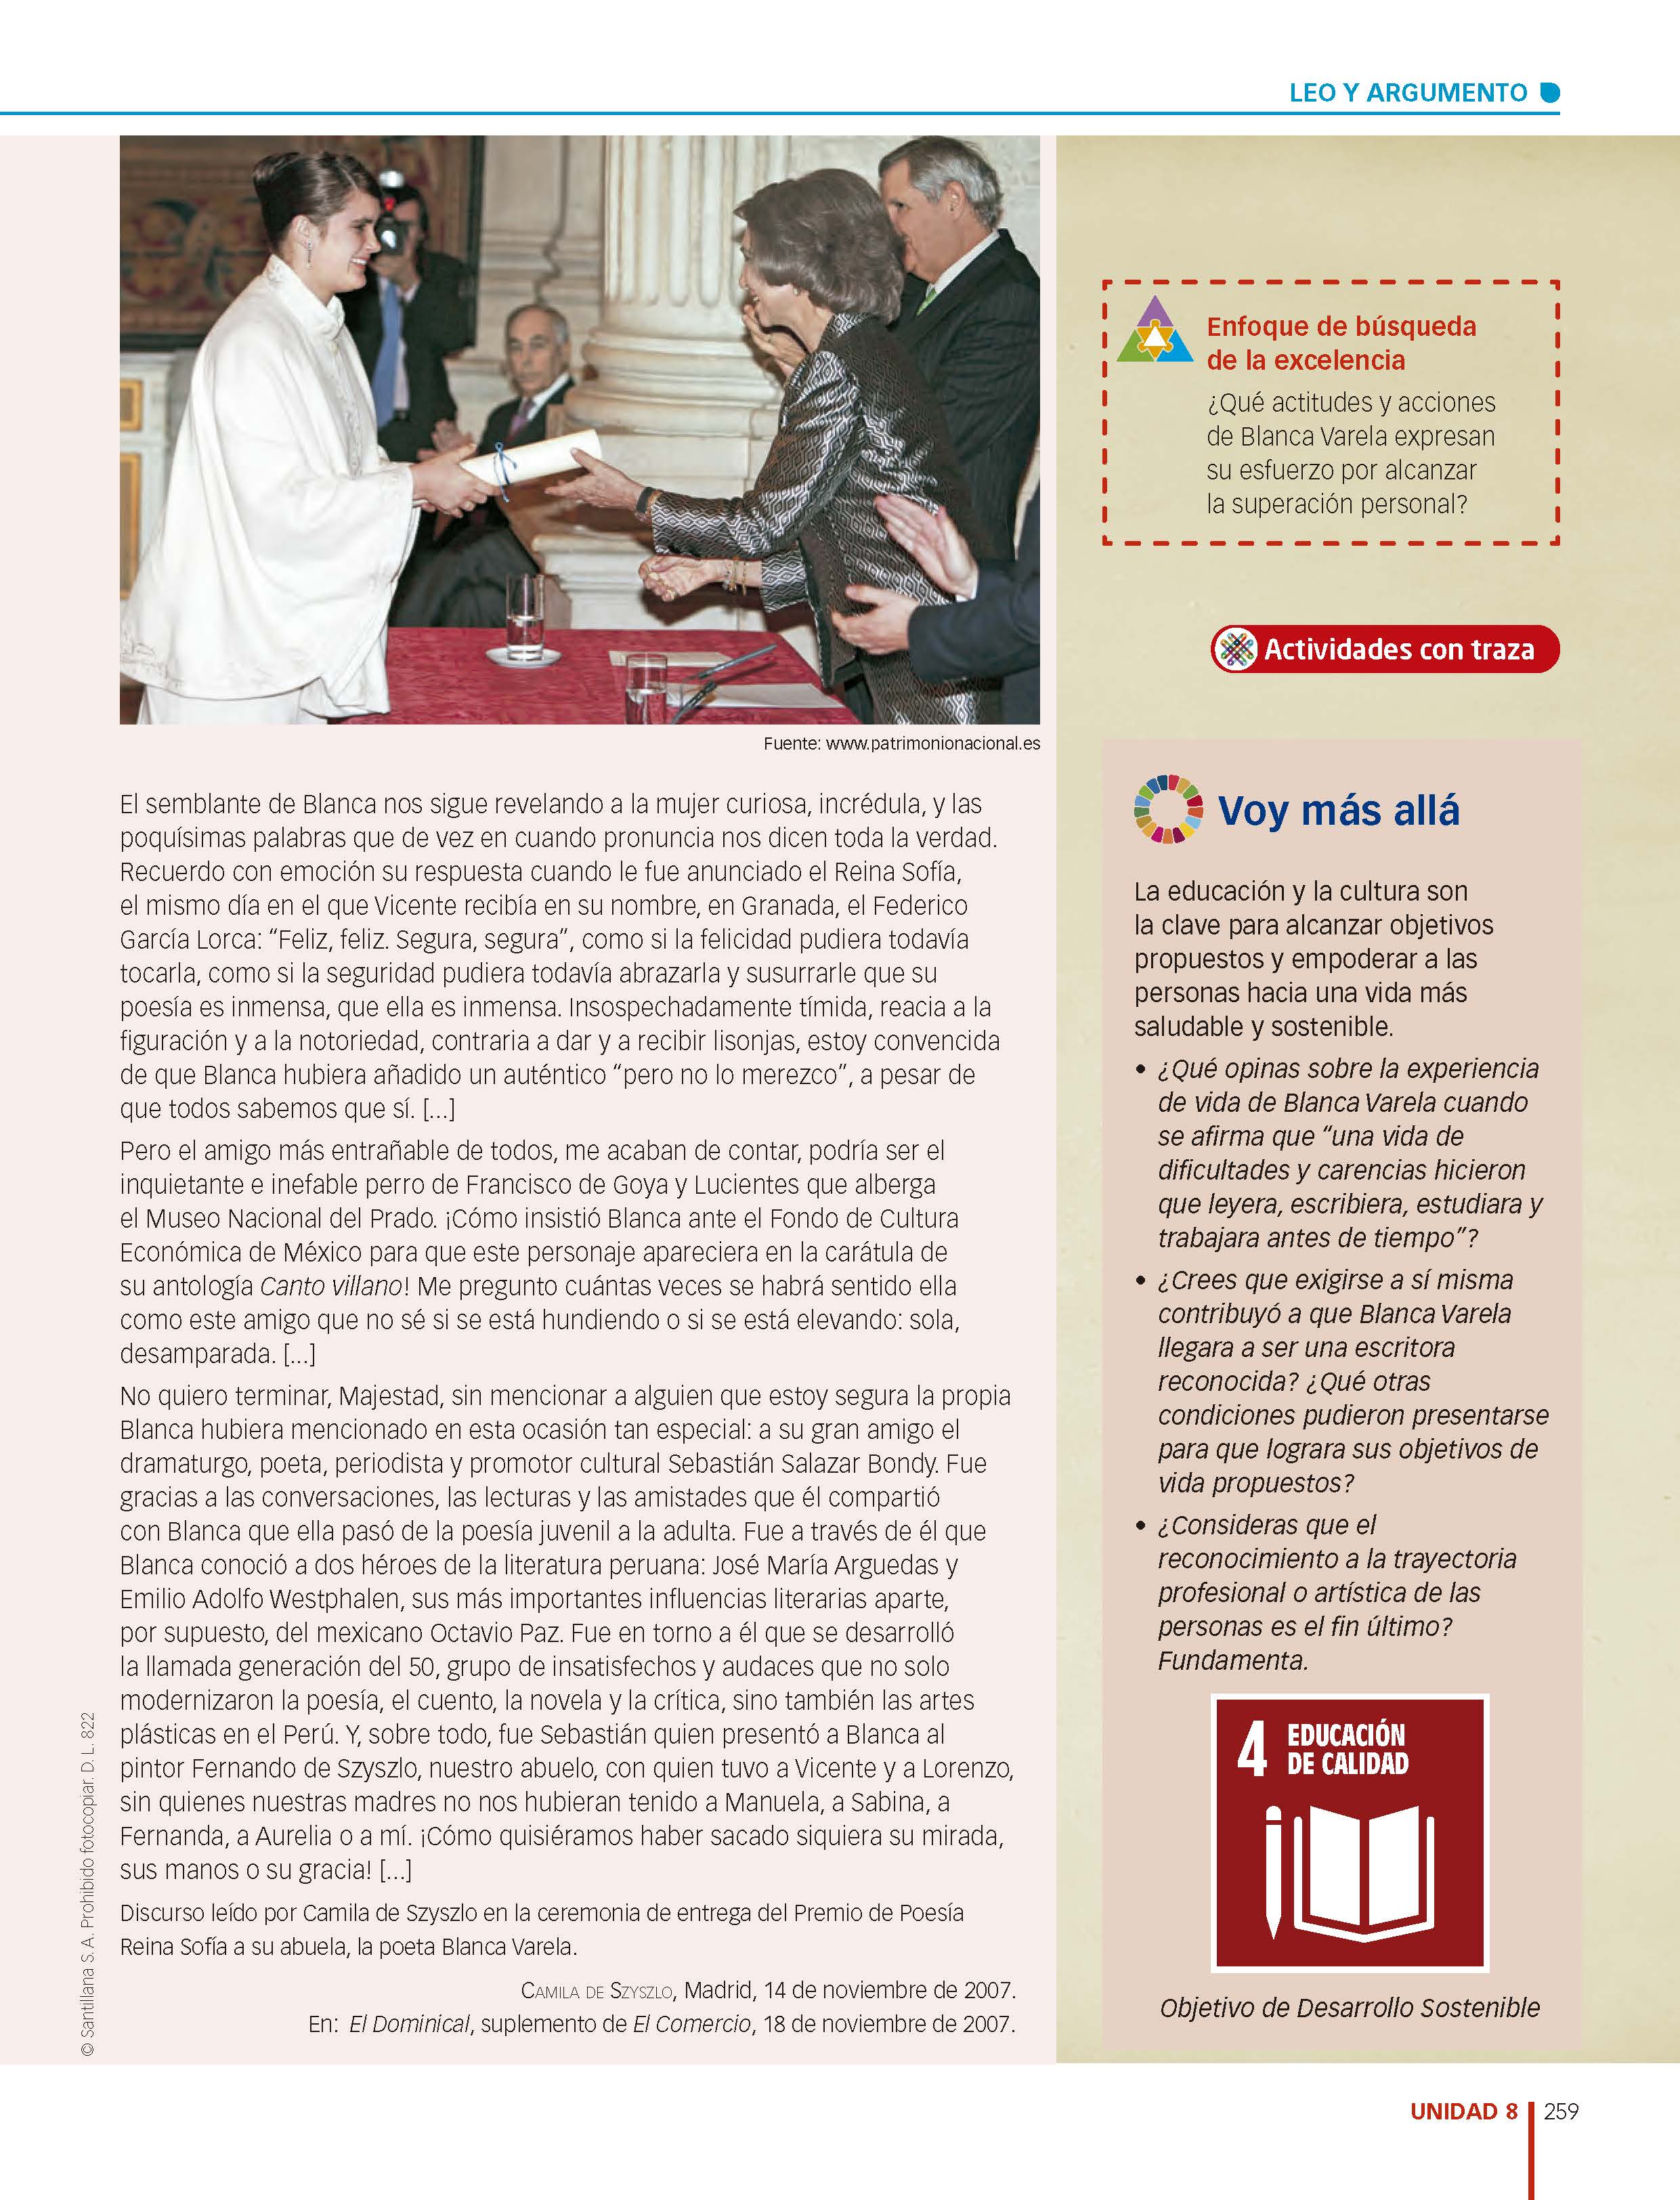 LEO Y ARGUMENTO
Fuente: www.patrimonionacional.es
El semblante de Blanca nos sigue revelando a la mujer curiosa, incrédula, y las
poquísimas palabras que de vez en cuando pronuncia nos dicen toda la verdad.
Recuerdo con emoción su respuesta cuando le fue anunciado el Reina Sofía,
el mismo día en el que Vicente recibía en su nombre, en Granada, el Federico
García Lorca: “Feliz, feliz. Segura, segura”, como si la felicidad pudiera todavía
tocarla, como si la seguridad pudiera todavía abrazarla y susurrarle que su
poesía es inmensa, que ella es inmensa. Insospechadamente tímida, reacia a la
figuración y a la notoriedad, contraria a dar y a recibir lisonjas, estoy convencida
de que Blanca hubiera añadido un auténtico “pero no lo merezco”, a pesar de
que todos sabemos que sí. [...]
Pero el amigo más entrañable de todos, me acaban de contar, podría ser el
inquietante e inefable perro de Francisco de Goya y Lucientes que alberga
el Museo Nacional del Prado. ¡Cómo insistió Blanca ante el Fondo de Cultura
Económica de México para que este personaje apareciera en la carátula de
su antología Canto villano! Me pregunto cuántas veces se habrá sentido ella
como este amigo que no sé si se está hundiendo o si se está elevando: sola,
desamparada. [...]
No quiero terminar, Majestad, sin mencionar a alguien que estoy segura la propia
Blanca hubiera mencionado en esta ocasión tan especial: a su gran amigo el
dramaturgo, poeta, periodista y promotor cultural Sebastián Salazar Bondy. Fue
gracias a las conversaciones, las lecturas y las amistades que él compartió
con Blanca que ella pasó de la poesía juvenil a la adulta. Fue a través de él que
Blanca conoció a dos héroes de la literatura peruana: José María Arguedas y
Emilio Adolfo Westphalen, sus más importantes influencias literarias aparte,
por supuesto, del mexicano Octavio Paz. Fue en torno a él que se desarrolló
la llamada generación del 50, grupo de insatisfechos y audaces que no solo
modernizaron la poesía, el cuento, la novela y la crítica, sino también las artes
plásticas en el Perú. Y, sobre todo, fue Sebastián quien presentó a Blanca al
pintor Fernando de Szyszlo, nuestro abuelo, con quien tuvo a Vicente y a Lorenzo,
sin quienes nuestras madres no nos hubieran tenido a Manuela, a Sabina, a
Fernanda, a Aurelia o a mí. ¡Cómo quisiéramos haber sacado siquiera su mirada,
sus manos o su gracia! [...]
Discurso leído por Camila de Szyszlo en la ceremonia de entrega del Premio de Poesía
Reina Sofía a su abuela, la poeta Blanca Varela.
Camila de Szyszlo, Madrid, 14 de noviembre de 2007.
En: El Dominical, suplemento de El Comercio, 18 de noviembre de 2007.
Enfoque de búsqueda
de la excelencia
¿Qué actitudes y acciones
de Blanca Varela expresan
su esfuerzo por alcanzar
la superación personal?
Actividades con traza
Voy más allá
La educación y la cultura son
la clave para alcanzar objetivos
propuestos y empoderar a las
personas hacia una vida más
saludable y sostenible.
• ¿Qué opinas sobre la experiencia
de vida de Blanca Varela cuando
se afirma que “una vida de
dificultades y carencias hicieron
que leyera, escribiera, estudiara y
trabajara antes de tiempo”?
• ¿Crees que exigirse a sí misma
contribuyó a que Blanca Varela
llegara a ser una escritora
reconocida? ¿Qué otras
condiciones pudieron presentarse
para que lograra sus objetivos de
vida propuestos?
• ¿Consideras que el
reconocimiento a la trayectoria
profesional o artística de las
personas es el fin último?
Fundamenta.
4 EDUCACIÓN
DE CALIDAD
Objetivo de Desarrollo Sostenible
© Santillana S. A. Prohibido fotocopiar. D. L. 822
UNIDAD 8 259